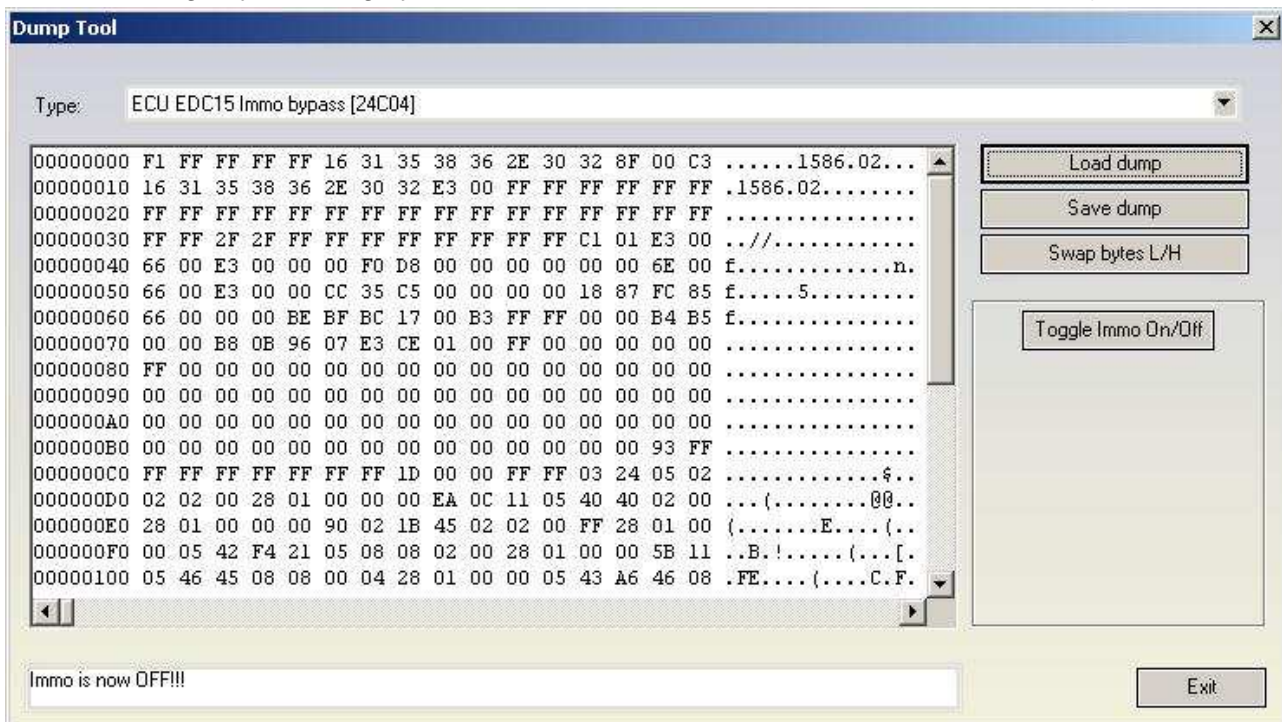 Dump Tool
Type: ECU EDC15 Immo bypass [24C04]
00000000 F1 FF FF FF FF 16 31 35 38 36 2E 30 32 8F 00 C3 ......1586.02...
00000010 16 31 35 38 36 2E 30 32 E3 00 FF FF FF FF FF FF .1586.02........
00000020 FF FF FF FF FF FF FF FF FF FF FF FF FF FF FF FF ................
00000030 FF FF 2F 2F FF FF FF FF FF FF FF FF C1 01 E3 00 ..//............
00000040 66 00 E3 00 00 00 F0 D8 00 00 00 00 00 00 6E 00 f.............n.
00000050 66 00 E3 00 00 CC 35 C5 00 00 00 00 18 87 FC 85 f.....5.........
00000060 66 00 00 00 BE BF BC 17 00 B3 FF FF 00 00 B4 B5 f...............
00000070 00 00 B8 0B 96 07 E3 CE 01 00 FF 00 00 00 00 00 ................
00000080 FF 00 00 00 00 00 00 00 00 00 00 00 00 00 00 00 ................
00000090 00 00 00 00 00 00 00 00 00 00 00 00 00 00 00 00 ................
000000A0 00 00 00 00 00 00 00 00 00 00 00 00 00 00 00 00 ................
000000B0 00 00 00 00 00 00 00 00 00 00 00 00 00 00 93 FF ................
000000C0 FF FF FF FF FF FF FF 1D 00 00 FF FF 03 24 05 02 .............$..
000000D0 02 02 00 28 01 00 00 00 EA 0C 11 05 40 40 02 00 ...(........@@..
000000E0 28 01 00 00 00 90 02 1B 45 02 02 00 FF 28 01 00 (.......E....(..
000000F0 00 05 42 F4 21 05 08 08 02 00 28 01 00 00 5B 11 ..B.!.....(...[.
00000100 05 46 45 08 08 00 04 28 01 00 00 05 43 A6 46 08 .FE....(....C.F.
Load dump
Save dump
Swap bytes L/H
Toggle Immo On/Off
Immo is now OFF!!!
Exit